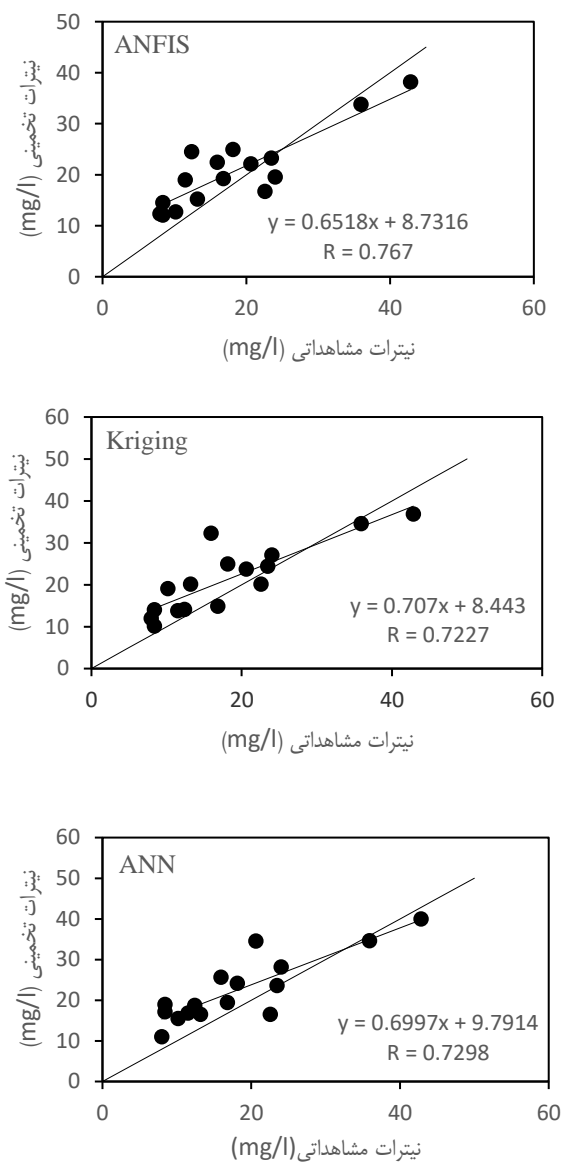 ANFIS
50
40
30
20
10
0
نیترات تخمینی (mg/l)
y = 0.6518x + 8.7316
R = 0.767
0 20 40 60
نیترات مشاهداتی (mg/l)
Kriging
60
50
40
30
20
10
0
نیترات تخمینی (mg/l)
y = 0.707x + 8.443
R = 0.7227
0 20 40 60
نیترات مشاهداتی (mg/l)
ANN
60
50
40
30
20
10
0
نیترات تخمینی (mg/l)
y = 0.6997x + 9.7914
R = 0.7298
0 20 40 60
نیترات مشاهداتی(mg/l)